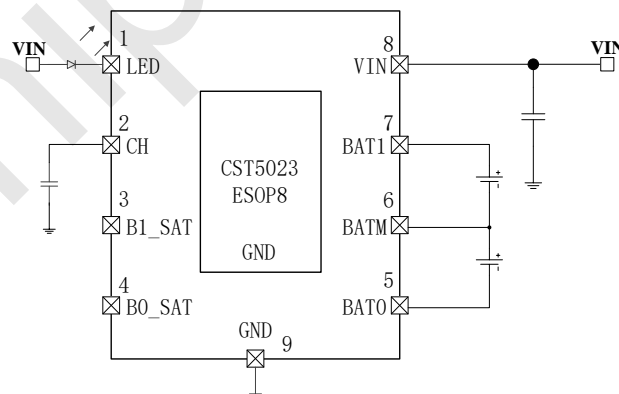 VIN
1
LED
2
CH
3
B1_SAT
4
B0_SAT
CST5023
ESOP8
GND
GND
9
8
VIN
7
BAT1
6
BATM
5
BAT0
VIN
+
+